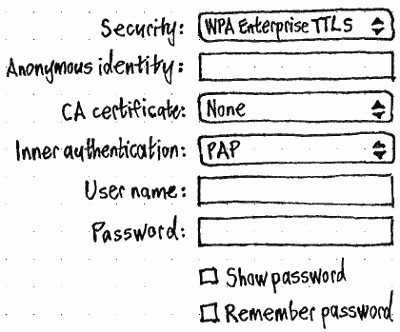 Security: WPA Enterprise TTLS
Anonymous identity:
CA certificate: None
Inner authentication: PAP
User name:
Password:
Show password
Remember password